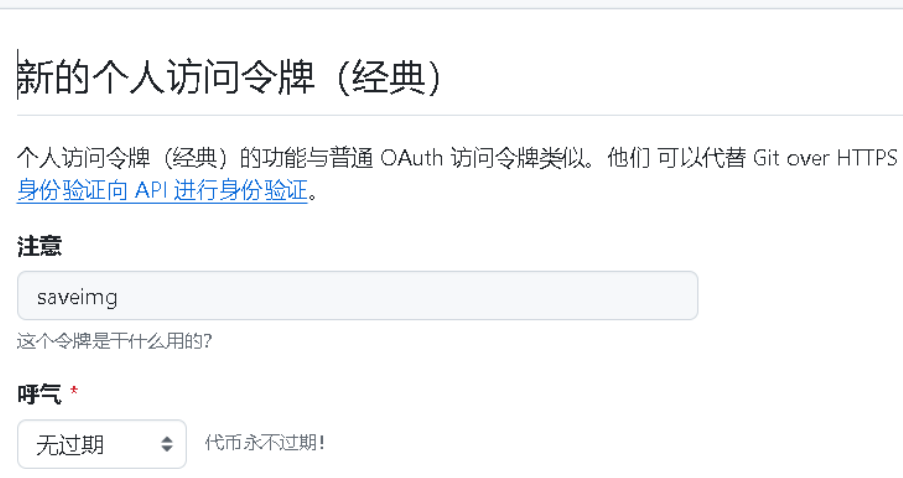 新的个人访问令牌（经典）
个人访问令牌（经典）的功能与普通 OAuth 访问令牌类似。他们 可以代替 Git over HTTPS
身份验证向 API 进行身份验证。
注意
saveimg
这个令牌是干什么用的?
呼气 *
无过期
代币永不过期!